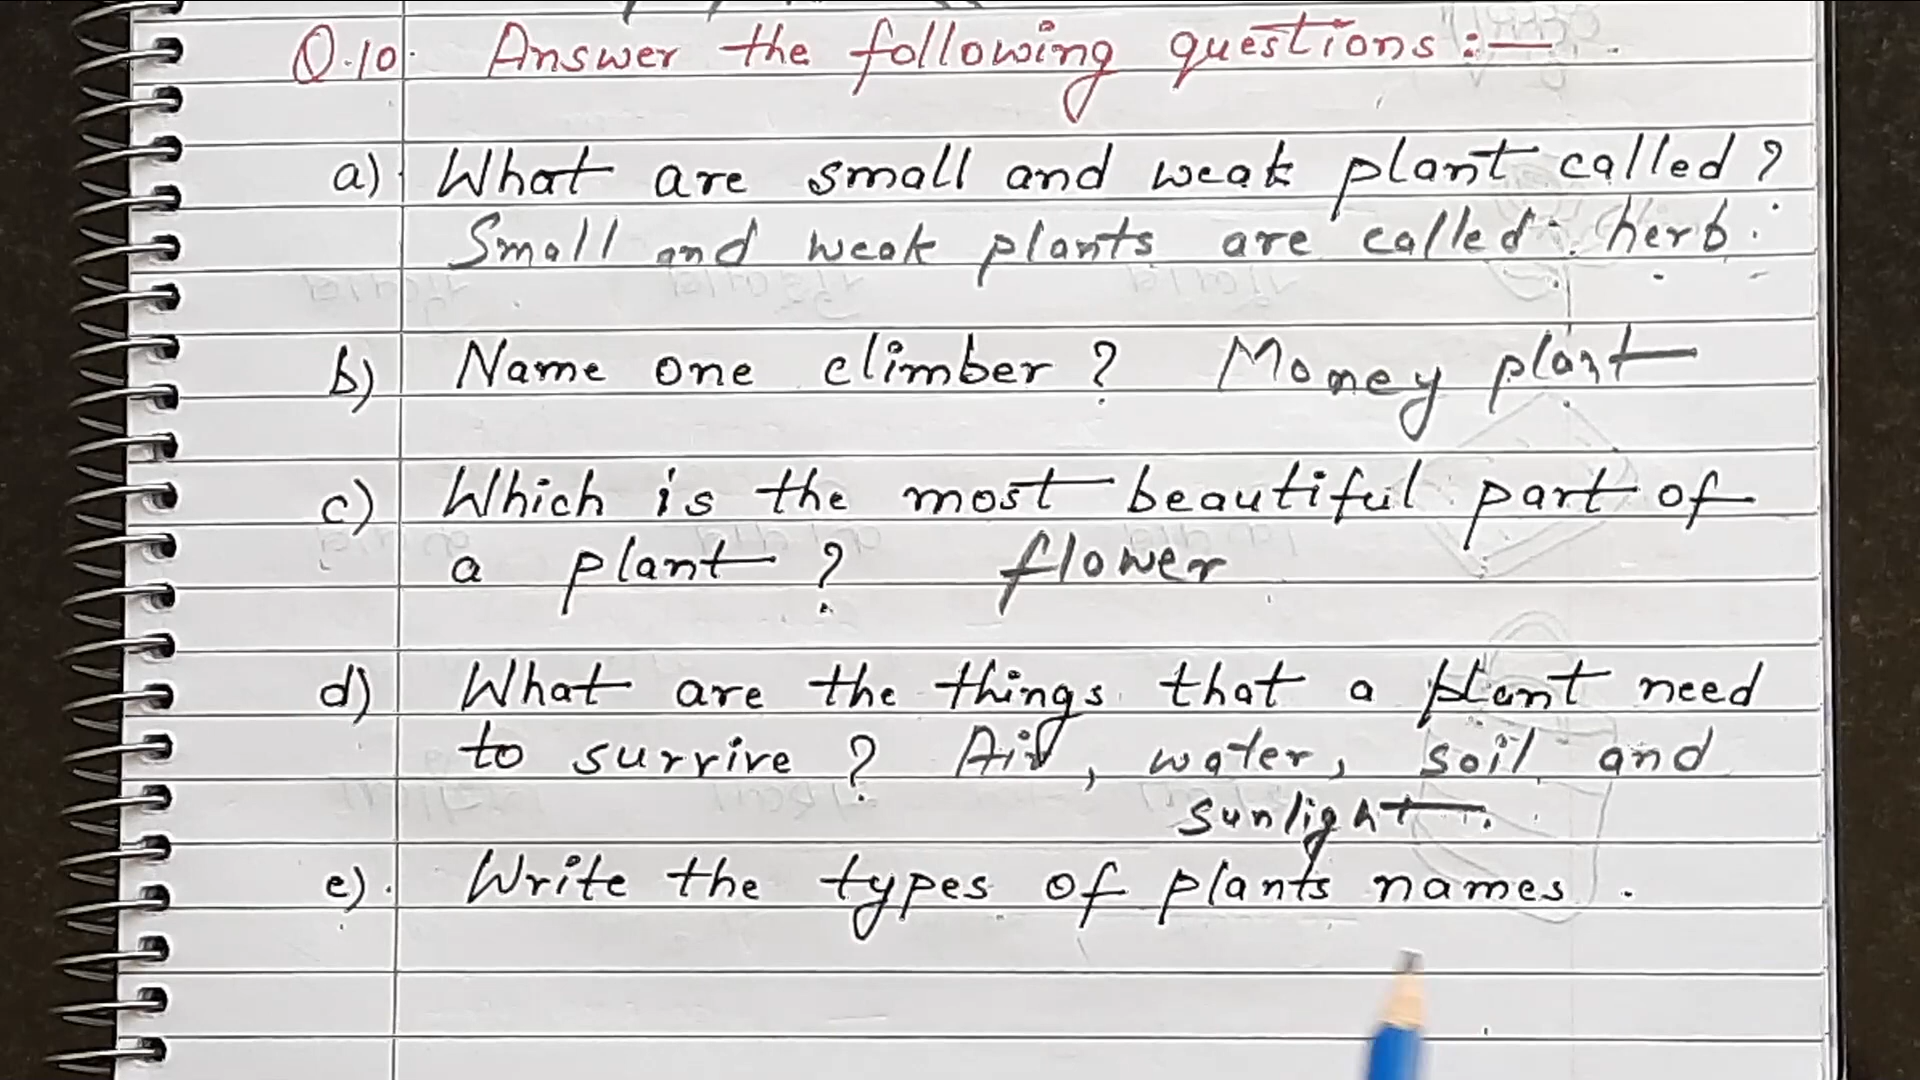 Q.10. Answer the following questions :—
a) What are small and weak plant called ?
Small and weak plants are called herb.
b) Name one climber ? Money plant
c) Which is the most beautiful part of
a plant ? flower
d) What are the things that a plant need
to survive ? Air, water, soil and
sunlight.
e). Write the types of plants names .